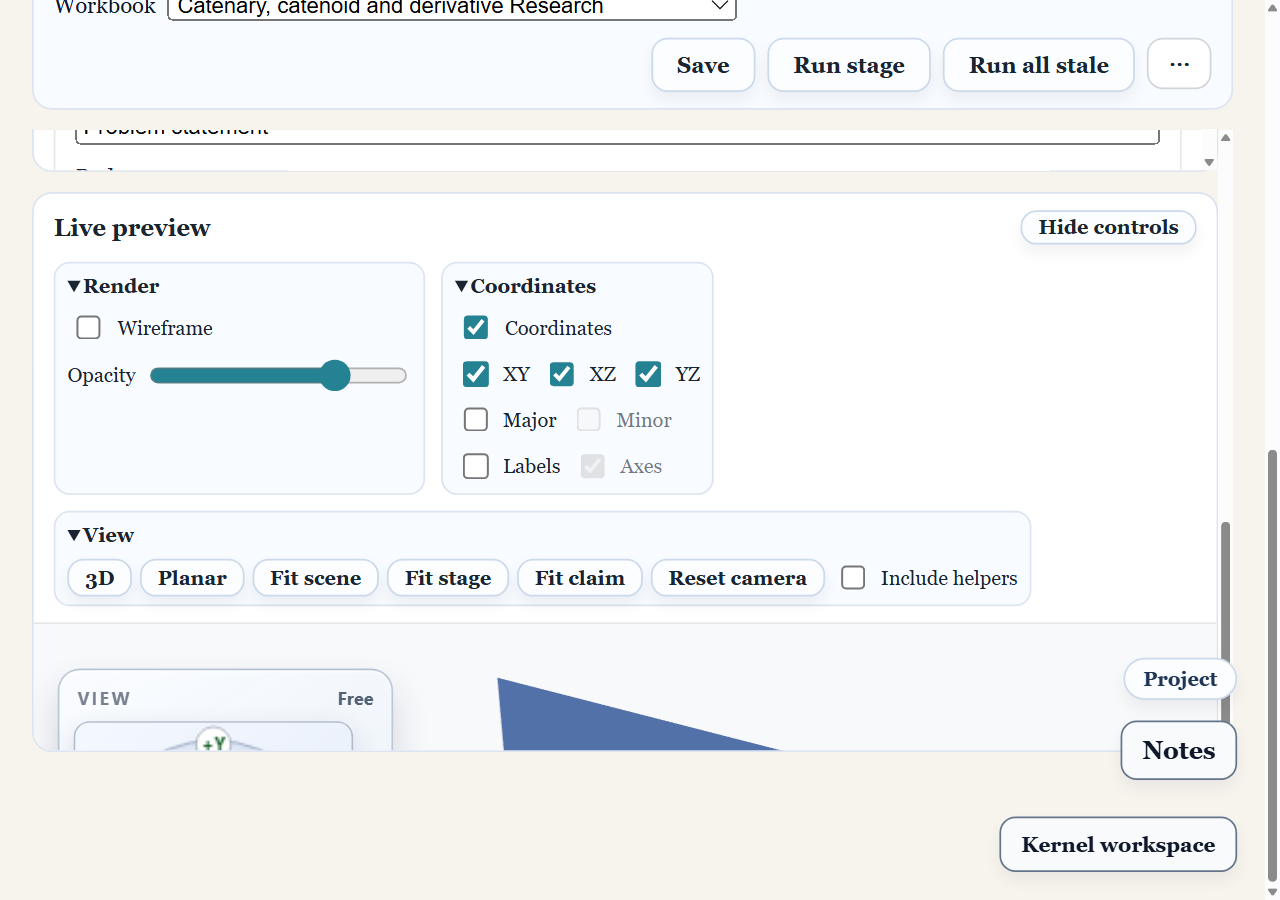 Workbook Catenary, catenoid and derivative Research
Save Run stage Run all stale ...
Problem statement
Live preview Hide controls
Render
Wireframe
Opacity
Coordinates
Coordinates
XY XZ YZ
Major Minor
Labels Axes
View
3D Planar Fit scene Fit stage Fit claim Reset camera Include helpers
VIEW Free
+Y
Project
Notes
Kernel workspace